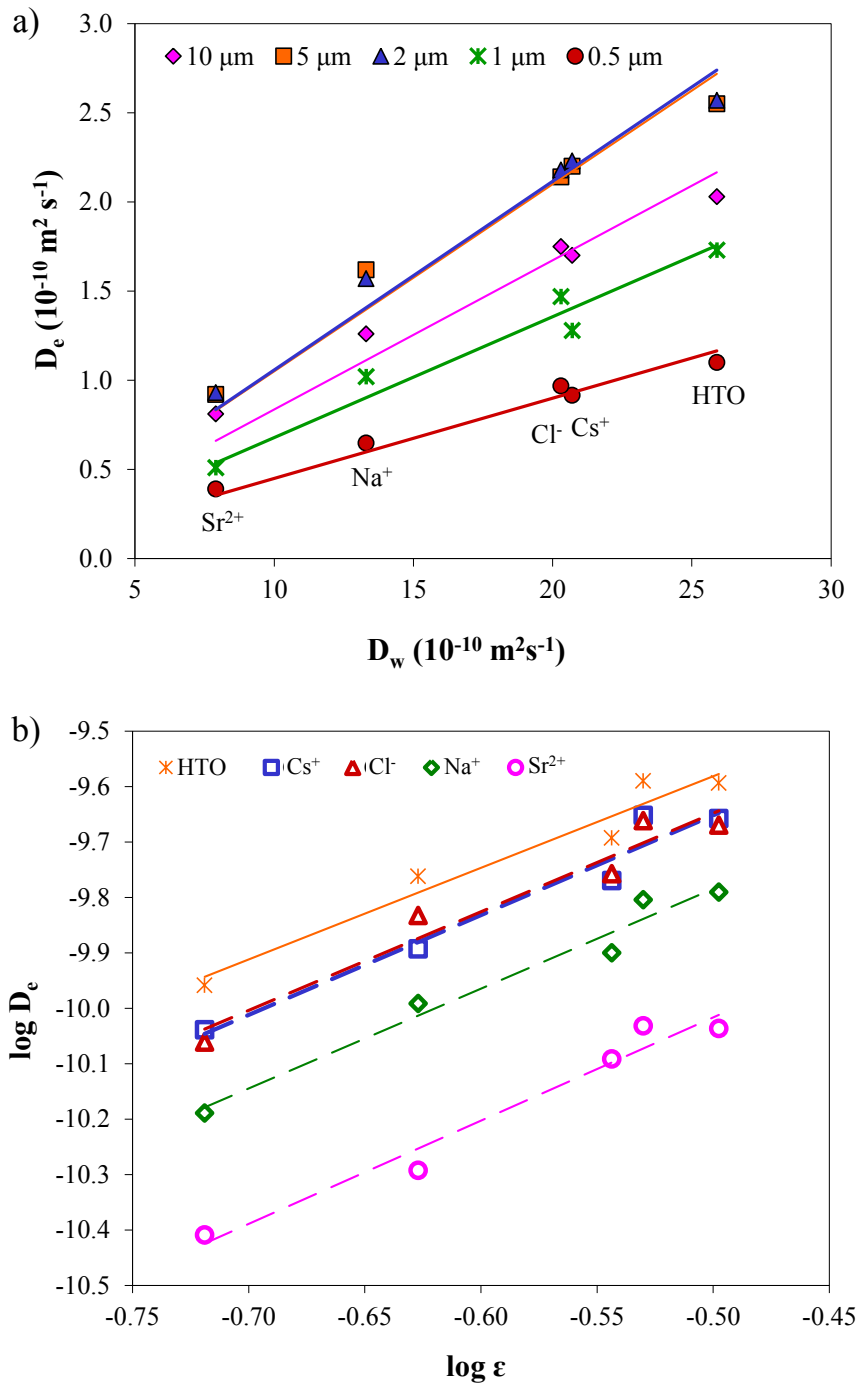 a)
10 μm 5 μm 2 μm 1 μm 0.5 μm
3.0
2.5
2.0
1.5
1.0
0.5
0.0
D_e (10⁻¹⁰ m² s⁻¹)
Sr²⁺
Na⁺
Cl⁻
Cs⁺
HTO
5 10 15 20 25 30
D_w (10⁻¹⁰ m²s⁻¹)
b)
HTO Cs⁺ Cl⁻ Na⁺ Sr²⁺
-9.5
-9.6
-9.7
-9.8
-9.9
-10.0
-10.1
-10.2
-10.3
-10.4
-10.5
log D_e
-0.75 -0.70 -0.65 -0.60 -0.55 -0.50 -0.45
log ε